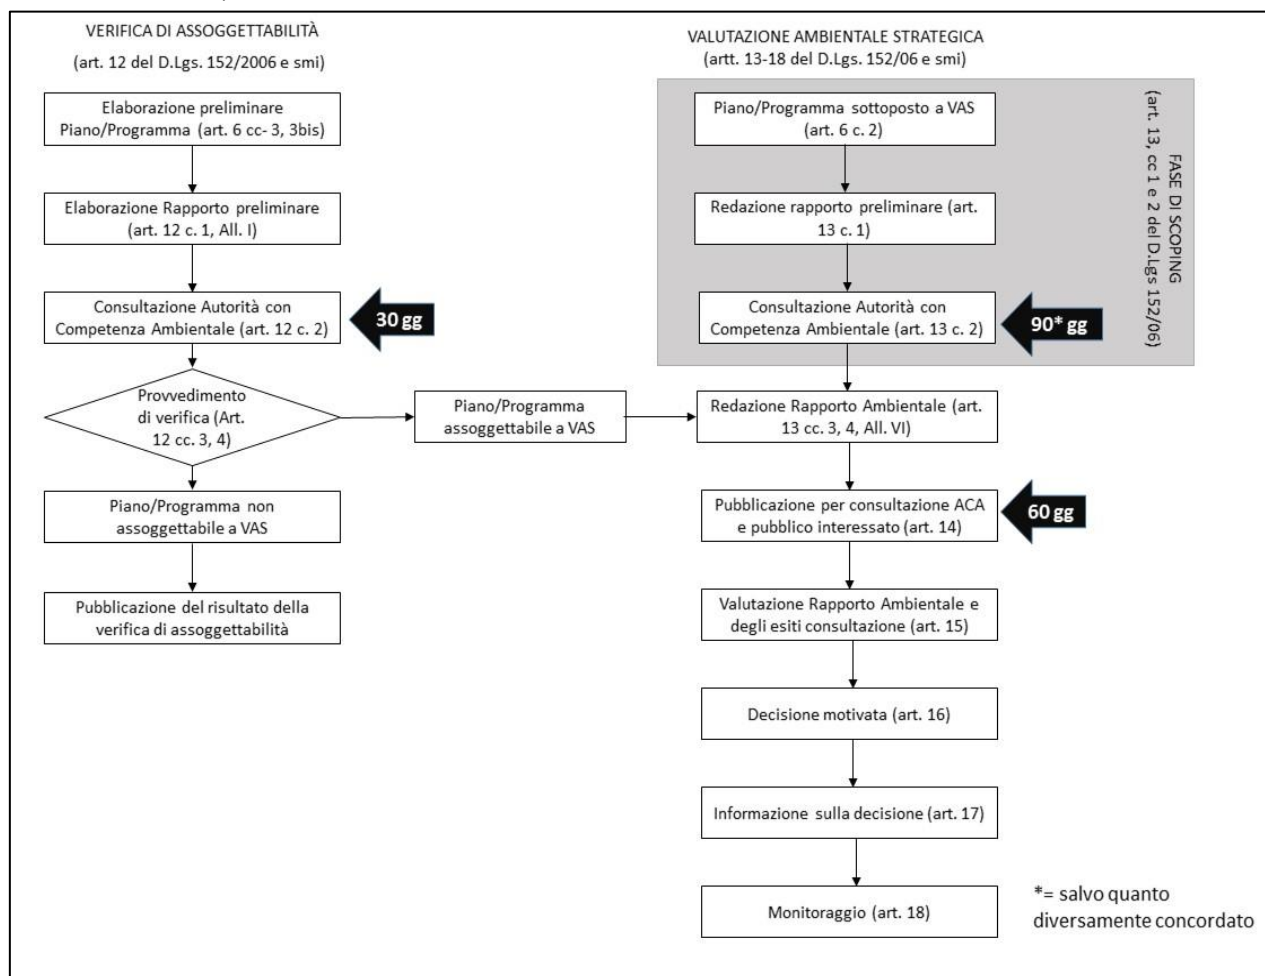 VERIFICA DI ASSOGGETTABILITÀ
(art. 12 del D.Lgs. 152/2006 e smi)
Elaborazione preliminare
Piano/Programma (art. 6 cc- 3, 3bis)
Elaborazione Rapporto preliminare
(art. 12 c. 1, All. I)
Consultazione Autorità con
Competenza Ambientale (art. 12 c. 2)
30 gg
Provvedimento
di verifica (Art.
12 cc. 3, 4)
Piano/Programma
assoggettabile a VAS
Piano/Programma non
assoggettabile a VAS
Pubblicazione del risultato della
verifica di assoggettabilità
VALUTAZIONE AMBIENTALE STRATEGICA
(artt. 13-18 del D.Lgs. 152/06 e smi)
Piano/Programma sottoposto a VAS
(art. 6 c. 2)
Redazione rapporto preliminare (art.
13 c. 1)
Consultazione Autorità con
Competenza Ambientale (art. 13 c. 2)
90* gg
FASE DI SCOPING
(art. 13, cc 1 e 2 del D.Lgs 152/06)
Redazione Rapporto Ambientale (art.
13 cc. 3, 4, All. VI)
Pubblicazione per consultazione ACA
e pubblico interessato (art. 14)
60 gg
Valutazione Rapporto Ambientale e
degli esiti consultazione (art. 15)
Decisione motivata (art. 16)
Informazione sulla decisione (art. 17)
Monitoraggio (art. 18)
*= salvo quanto
diversamente concordato